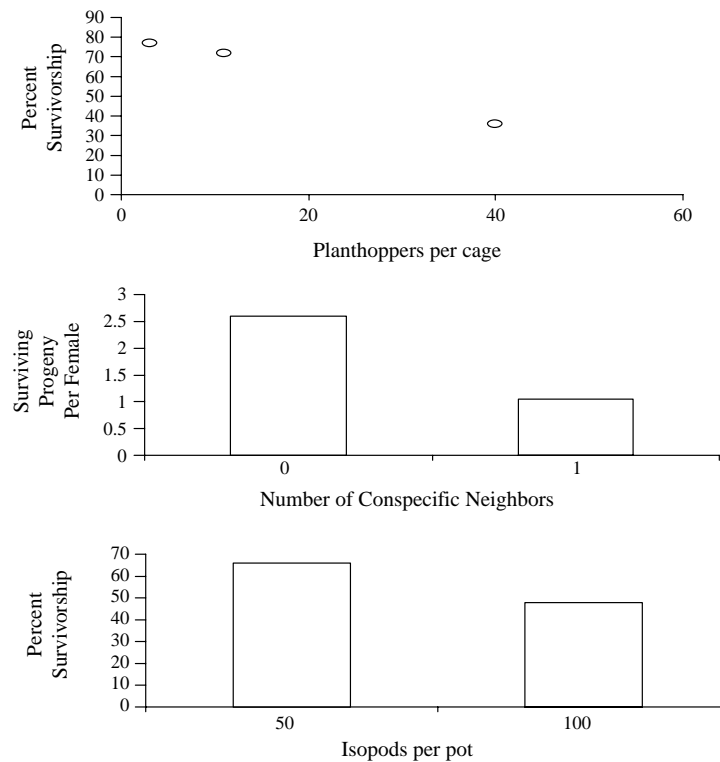 90
80
70
60
50
40
30
20
10
0
Percent
Survivorship
0 20 40 60
Planthoppers per cage
3
2.5
2
1.5
1
0.5
0
Surviving
Progeny
Per Female
0 1
Number of Conspecific Neighbors
70
60
50
40
30
20
10
0
Percent
Survivorship
50 100
Isopods per pot